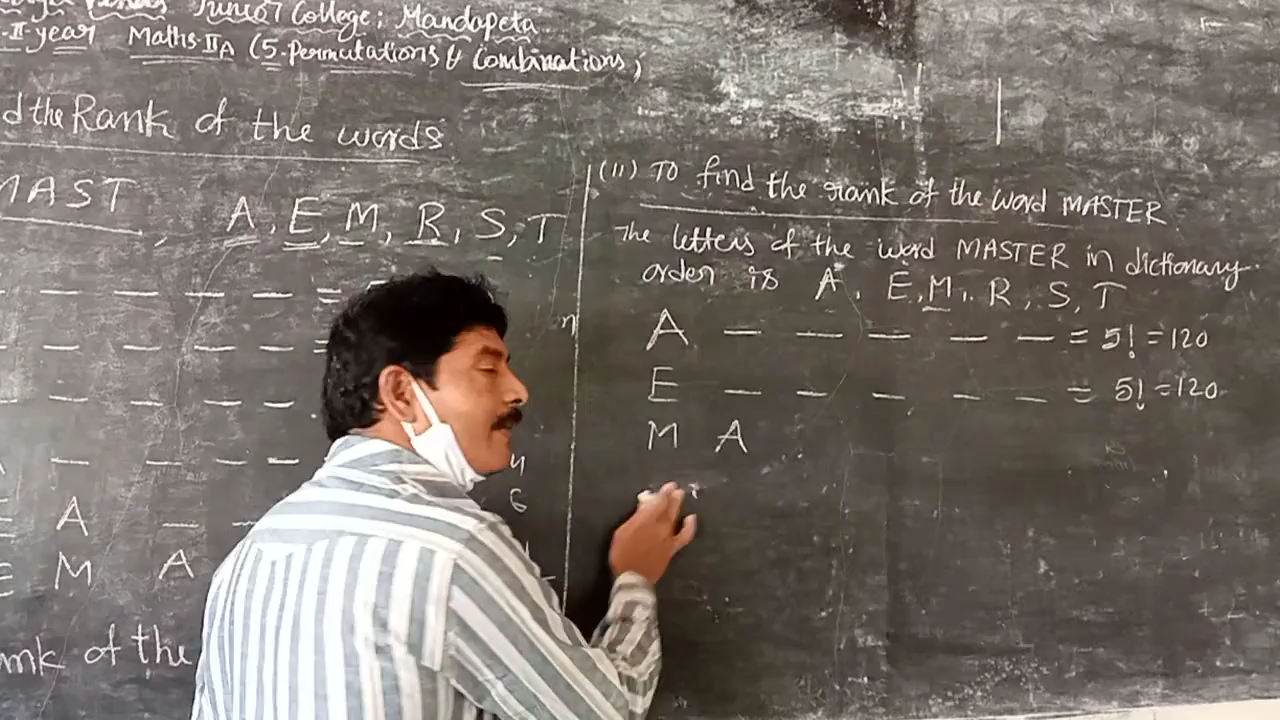 Junior College; Mandapeta
II-year Maths-IIA (5. Permutations & Combinations)
d the Rank of the words
MAST A, E, M, R, S, T
A
E M A
nk of the
(ii) To find the rank of the word MASTER
The letters of the word MASTER in dictionary
order is A, E, M, R, S, T
A — — — — — = 5! = 120
E — — — — — = 5! = 120
M A